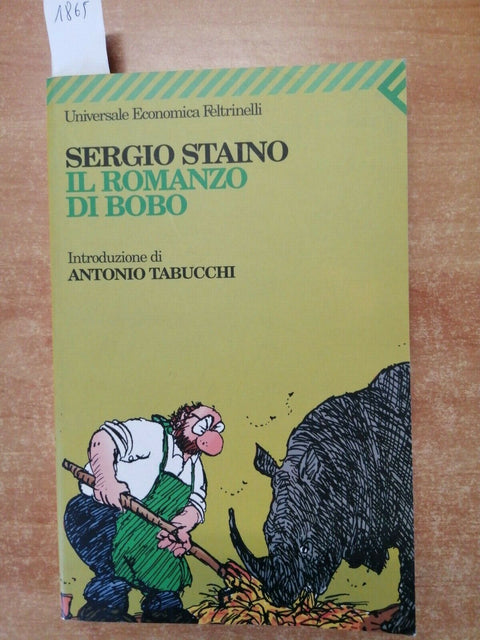 1865
Universale Economica Feltrinelli
SERGIO STAINO
IL ROMANZO
DI BOBO
Introduzione di
ANTONIO TABUCCHI